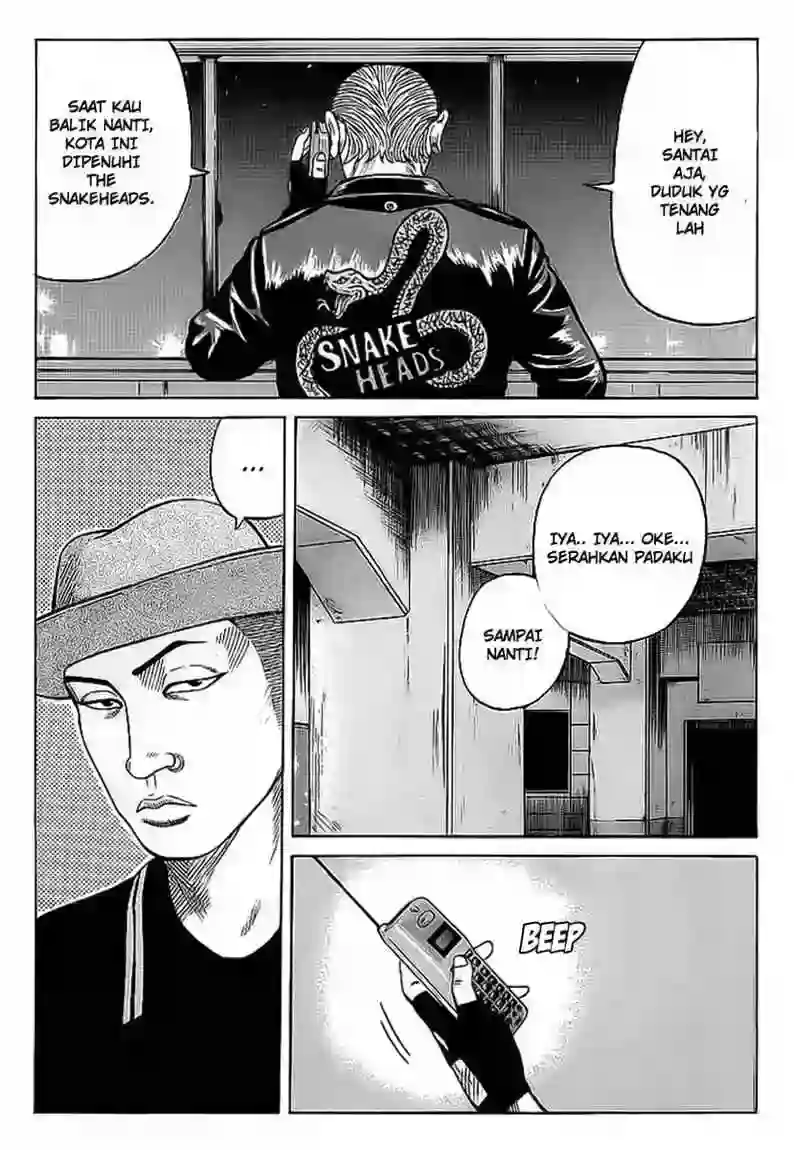 HEY,
SANTAI
AJA,
DUDUK YG
TENANG
LAH
SAAT KAU
BALIK NANTI,
KOTA INI
DIPENUHI
THE
SNAKEHEADS.
SNAKE
HEADS
...
IYA.. IYA... OKE...
SERAHKAN PADAKU
SAMPAI
NANTI!
BEEP